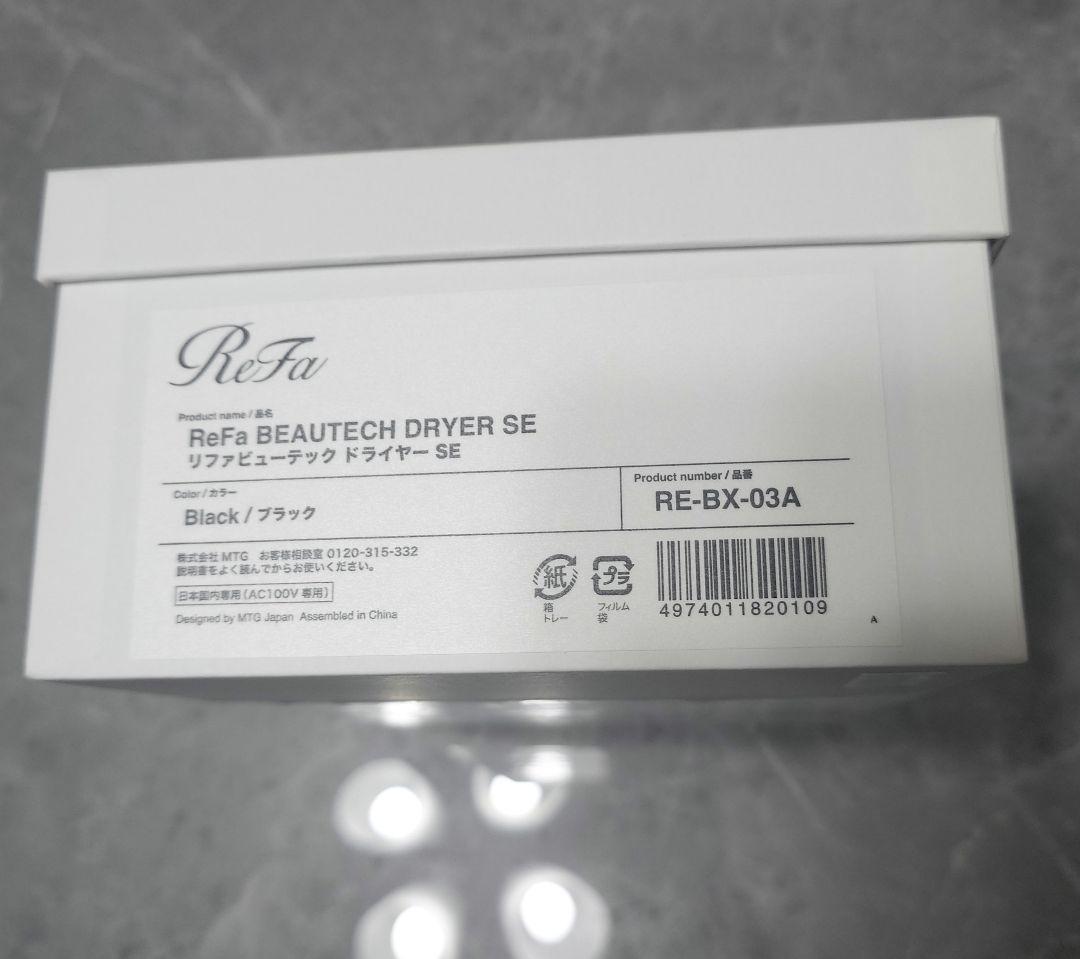 ReFa
Product name / 品名
ReFa BEAUTECH DRYER SE
リファビューテック ドライヤー SE
Color / カラー
Black / ブラック
Product number / 品番
RE-BX-03A
株式会社 MTG お客様相談室 0120-315-332
説明書をよく読んでからお使いください。
日本国内専用（AC100V 専用）
Designed by MTG Japan Assembled in China
紙
箱
トレー
プラ
フィルム
袋
4974011820109
A